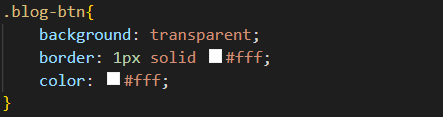 .blog-btn{
    background: transparent;
    border: 1px solid #fff;
    color: #fff;
}